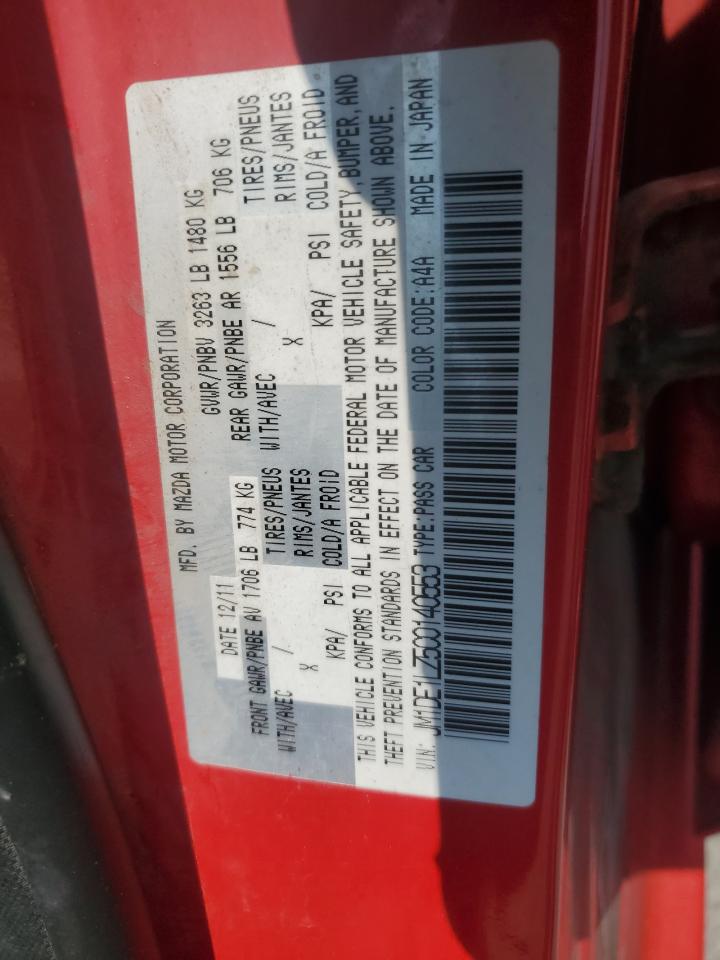 MFD. BY MAZDA MOTOR CORPORATION
DATE 12/11 GVWR/PNBV 3263 LB 1480 KG
FRONT GAWR/PNBE AV 1706 LB 774 KG REAR GAWR/PNBE AR 1556 LB 706 KG
WITH/AVEC / TIRES/PNEUS WITH/AVEC / TIRES/PNEUS
X RIMS/JANTES X RIMS/JANTES
KPA/ PSI COLD/A FROID KPA/ PSI COLD/A FROID
THIS VEHICLE CONFORMS TO ALL APPLICABLE FEDERAL MOTOR VEHICLE SAFETY, BUMPER, AND
THEFT PREVENTION STANDARDS IN EFFECT ON THE DATE OF MANUFACTURE SHOWN ABOVE.
VIN: JM1DE1LZ5C0140553 TYPE:PASS CAR COLOR CODE:A4A MADE IN JAPAN